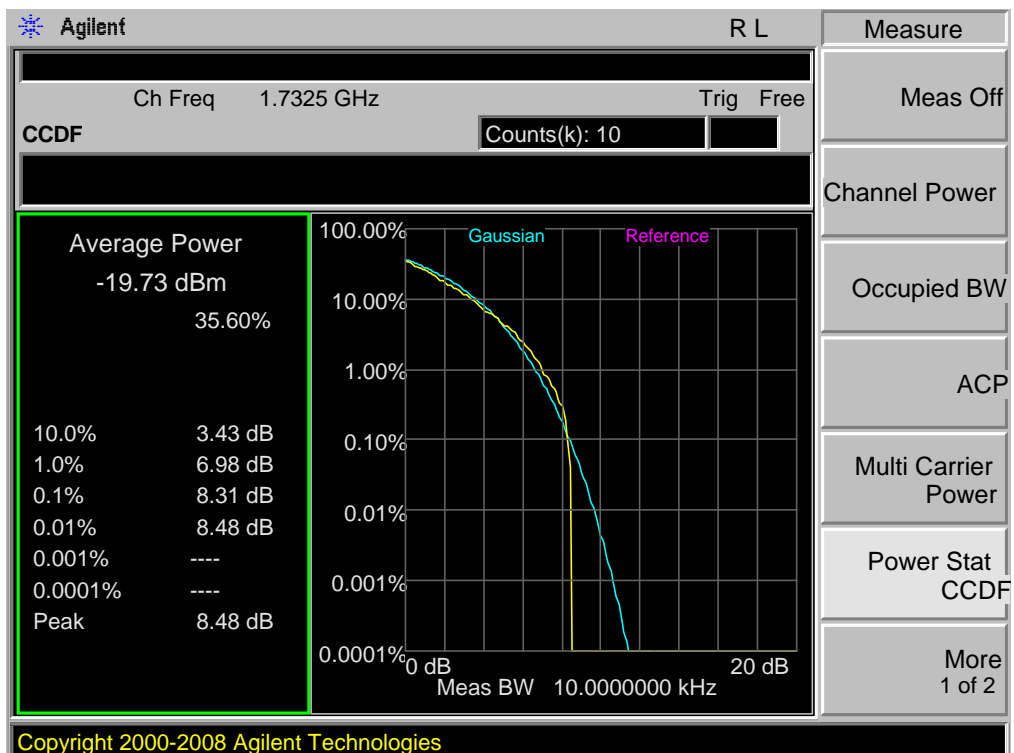 Agilent
R L
Measure
Ch Freq 1.7325 GHz
Trig Free
CCDF
Counts(k): 10
Average Power
-19.73 dBm
35.60%
10.0% 3.43 dB
1.0% 6.98 dB
0.1% 8.31 dB
0.01% 8.48 dB
0.001% ----
0.0001% ----
Peak 8.48 dB
Gaussian
Reference
100.00%
10.00%
1.00%
0.10%
0.01%
0.001%
0.0001%
0 dB
20 dB
Meas BW 10.0000000 kHz
Meas Off
Channel Power
Occupied BW
ACP
Multi Carrier
Power
Power Stat
CCDF
More
1 of 2
Copyright 2000-2008 Agilent Technologies